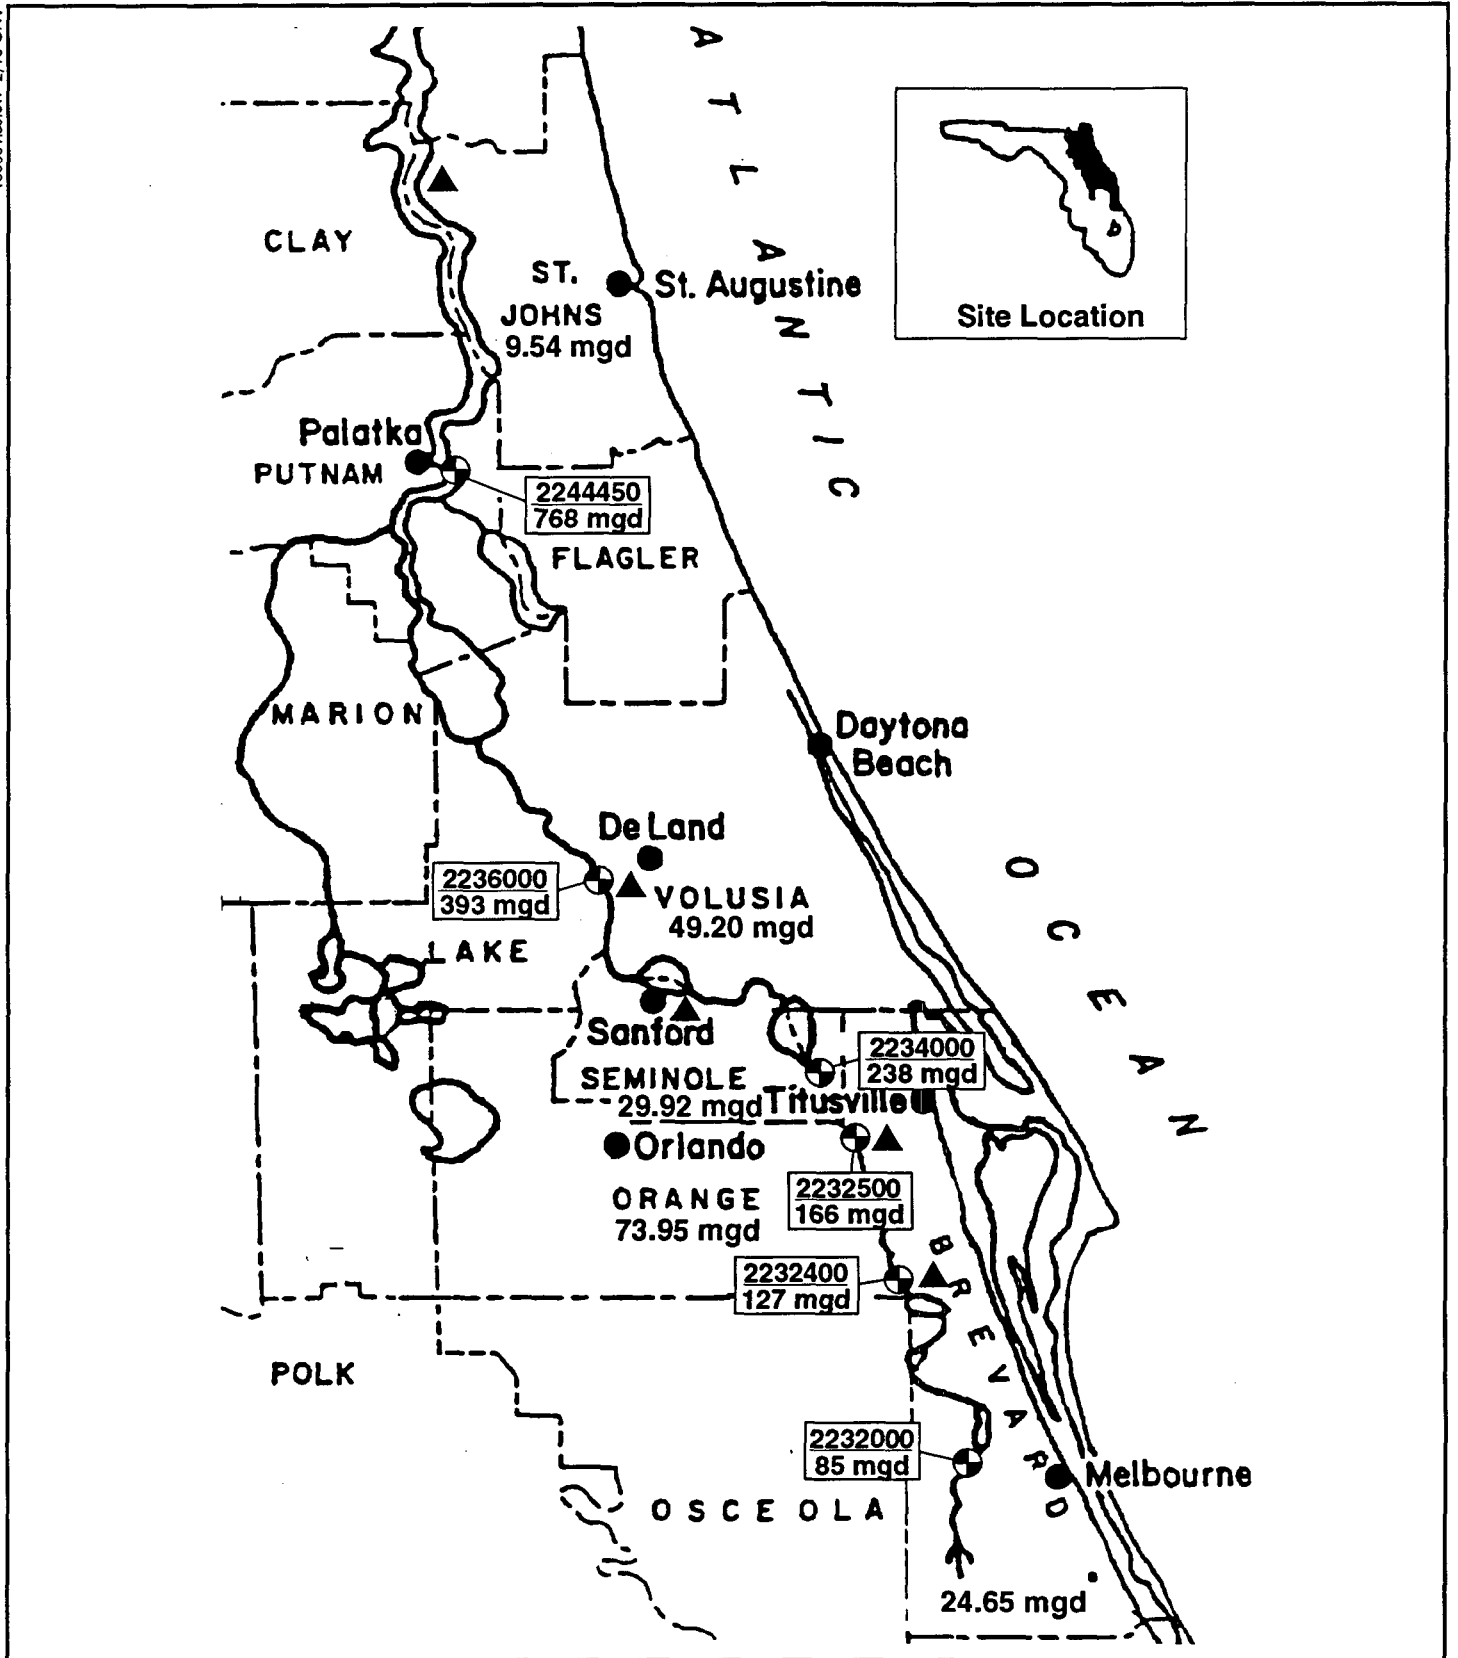 ATLANTIC
CLAY
Site Location
ST.
JOHNS
9.54 mgd
St. Augustine
Palatka
PUTNAM
2244450
768 mgd
FLAGLER
MARION
Daytona
Beach
De Land
2236000
393 mgd
VOLUSIA
49.20 mgd
OCEAN
LAKE
Sanford
2234000
238 mgd
SEMINOLE
29.92 mgd
Titusville
Orlando
2232500
166 mgd
ORANGE
73.95 mgd
BREVARD
2232400
127 mgd
POLK
2232000
85 mgd
Melbourne
OSCEOLA
24.65 mgd